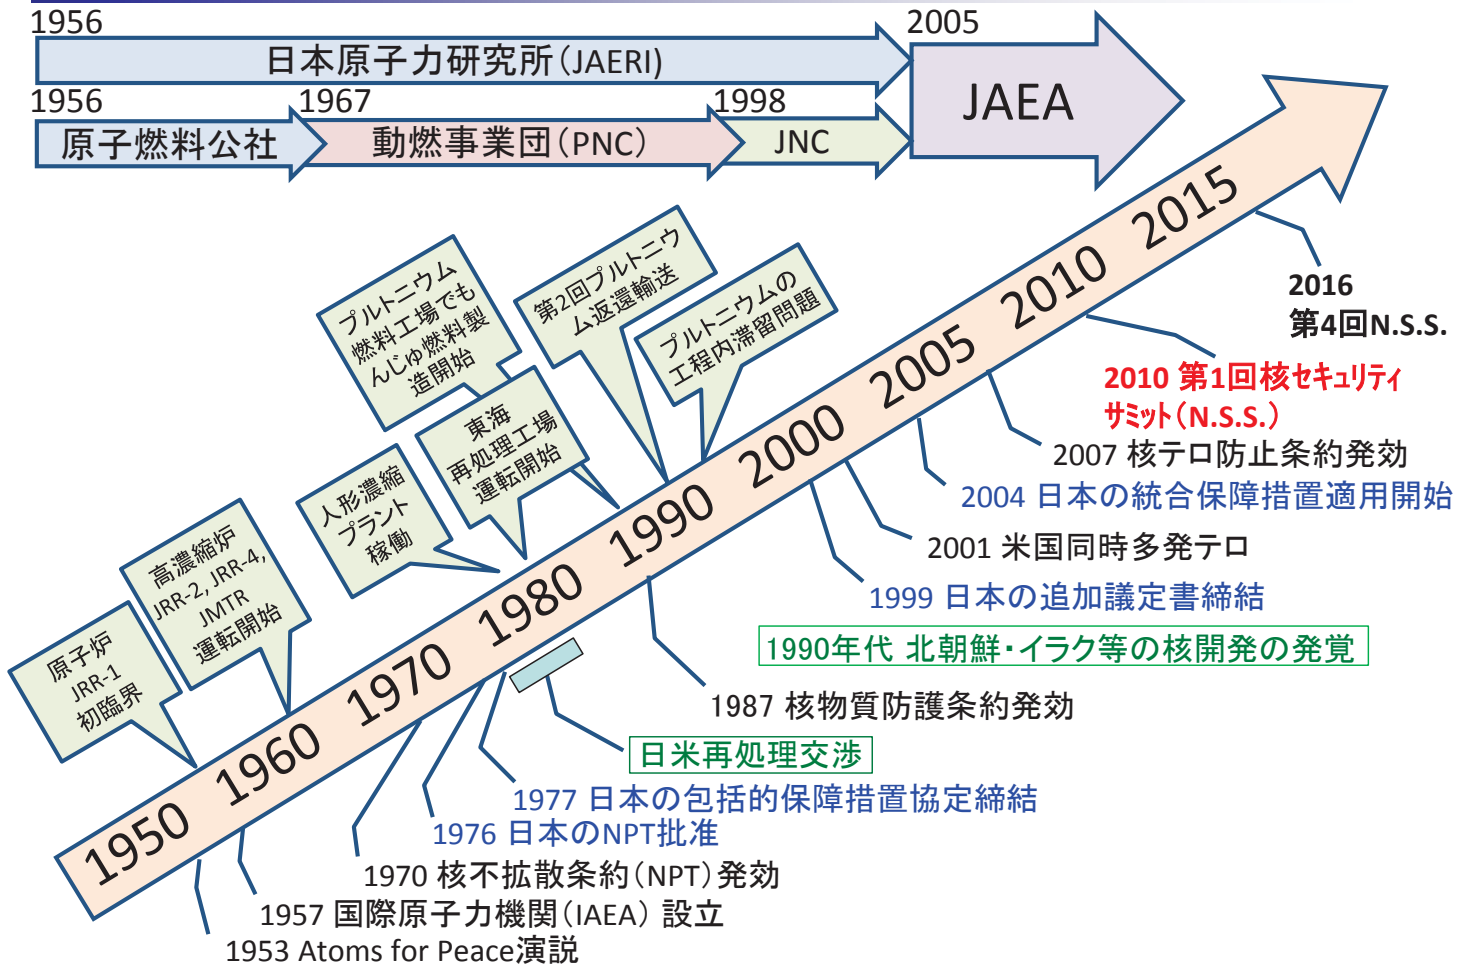 1956
2005
日本原子力研究所(JAERI)
JAEA
1956
1967
1998
原子燃料公社
動燃事業団(PNC)
JNC
原子炉
JRR-1
初臨界
高濃縮炉
JRR-2, JRR-4,
JMTR
運転開始
人形濃縮
プラント
稼働
プルトニウム
燃料工場でも
んじゅ燃料製
造開始
東海
再処理工場
運転開始
第2回プルトニウ
ム返還輸送
プルトニウムの
工程内滞留問題
1950
1960
1970
1980
1990
2000
2005
2010
2015
2016
第4回N.S.S.
2010 第1回核セキュリティ
サミット(N.S.S.)
2007 核テロ防止条約発効
2004 日本の統合保障措置適用開始
2001 米国同時多発テロ
1999 日本の追加議定書締結
1990年代 北朝鮮・イラク等の核開発の発覚
1987 核物質防護条約発効
日米再処理交渉
1977 日本の包括的保障措置協定締結
1976 日本のNPT批准
1970 核不拡散条約(NPT)発効
1957 国際原子力機関(IAEA) 設立
1953 Atoms for Peace演説